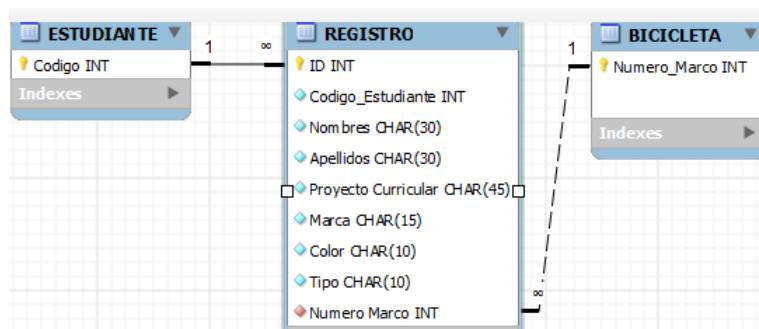 ESTUDIANTE
Codigo INT
Indexes
1
∞
REGISTRO
ID INT
Codigo_Estudiante INT
Nombres CHAR(30)
Apellidos CHAR(30)
Proyecto Curricular CHAR(45)
Marca CHAR(15)
Color CHAR(10)
Tipo CHAR(10)
Numero Marco INT
∞
1
BICICLETA
Numero_Marco INT
Indexes